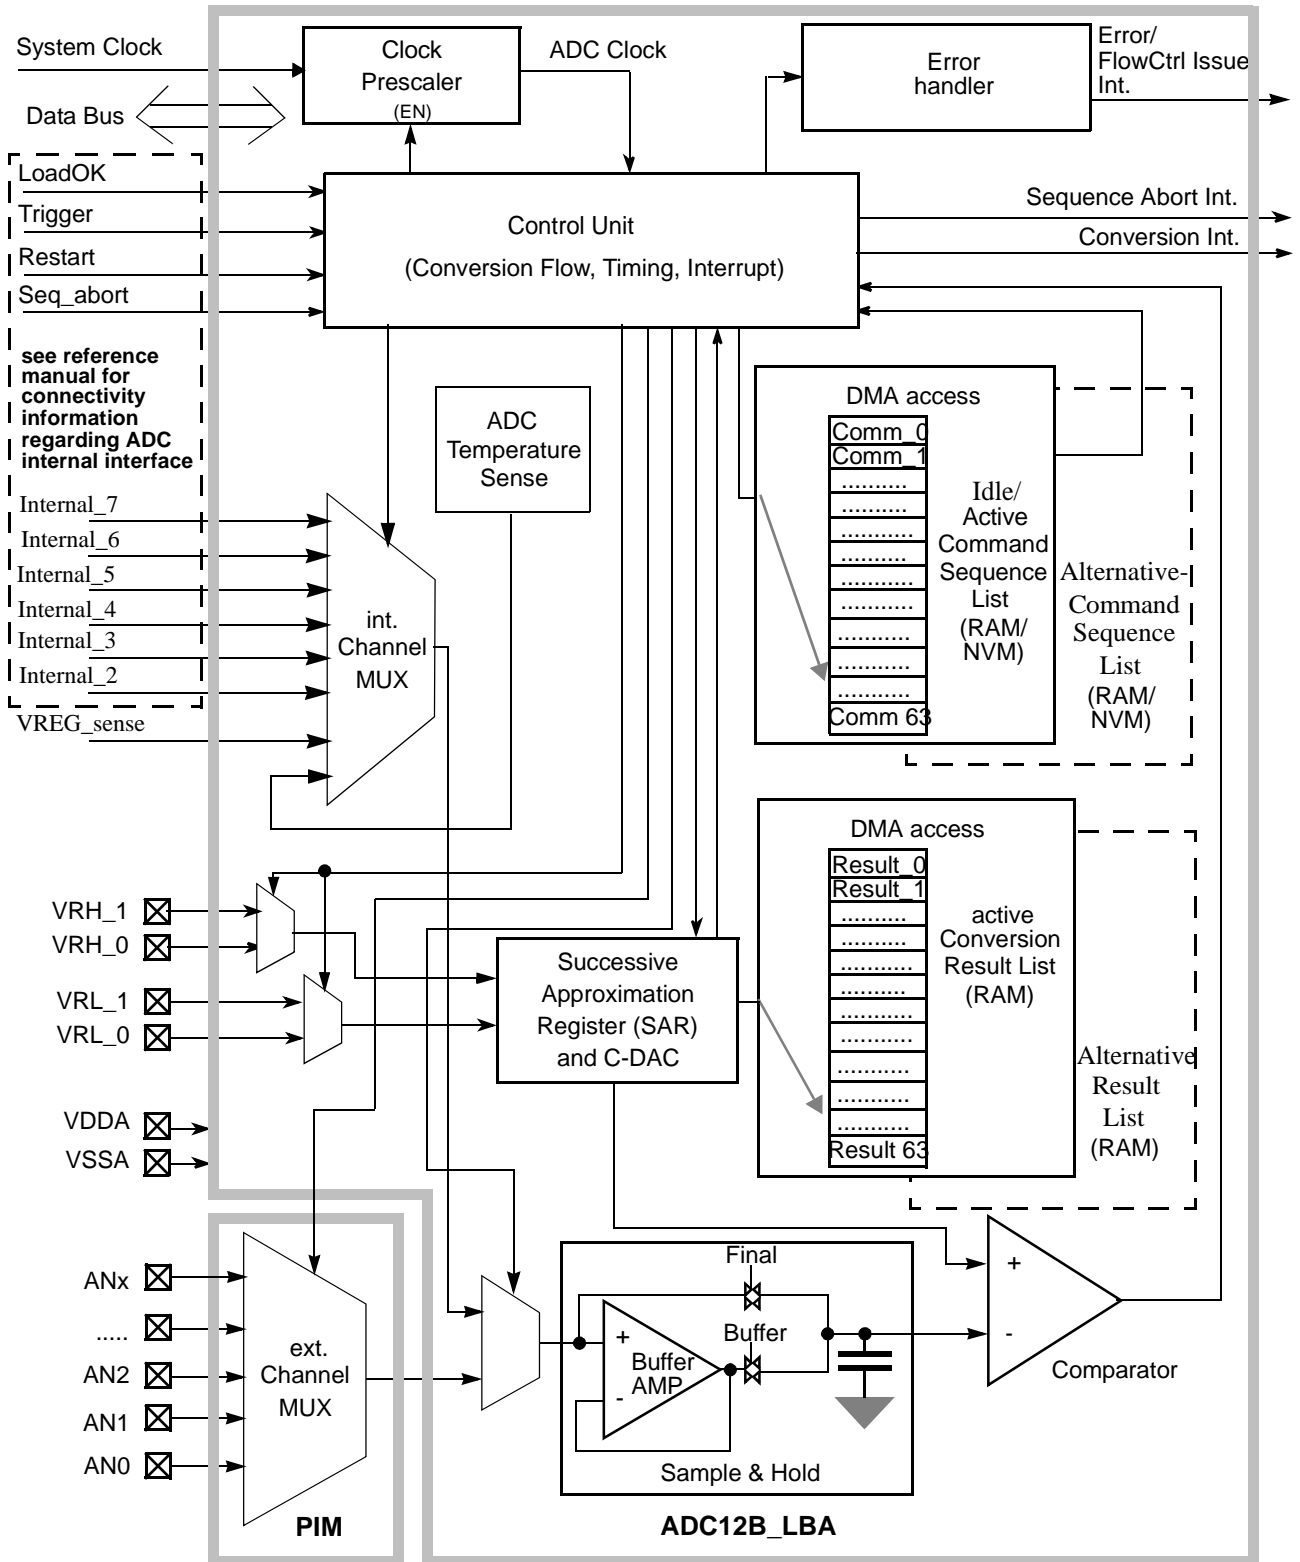 System Clock
Data Bus
Clock
Prescaler
(EN)
ADC Clock
Error
handler
Error/
FlowCtrl Issue
Int.
LoadOK
Trigger
Restart
Seq_abort
see reference
manual for
connectivity
information
regarding ADC
internal interface
Control Unit
(Conversion Flow, Timing, Interrupt)
Sequence Abort Int.
Conversion Int.
Internal_7
Internal_6
Internal_5
Internal_4
Internal_3
Internal_2
VREG_sense
int.
Channel
MUX
ADC
Temperature
Sense
DMA access
Comm_0
Comm_1
..........
..........
...........
...........
...........
...........
...........
...........
...........
Comm 63
Idle/
Active
Command
Sequence
List
(RAM/
NVM)
Alternative-
Command
Sequence
List
(RAM/
NVM)
DMA access
Result_0
Result_1
..........
..........
...........
...........
...........
...........
...........
...........
...........
Result 63
active
Conversion
Result List
(RAM)
Alternative
Result
List
(RAM)
VRH_1
VRH_0
VRL_1
VRL_0
VDDA
VSSA
Successive
Approximation
Register (SAR)
and C-DAC
ANx
.....
AN2
AN1
AN0
ext.
Channel
MUX
PIM
Final
Buffer
+
Buffer
AMP
-
Sample & Hold
+
-
Comparator
ADC12B_LBA